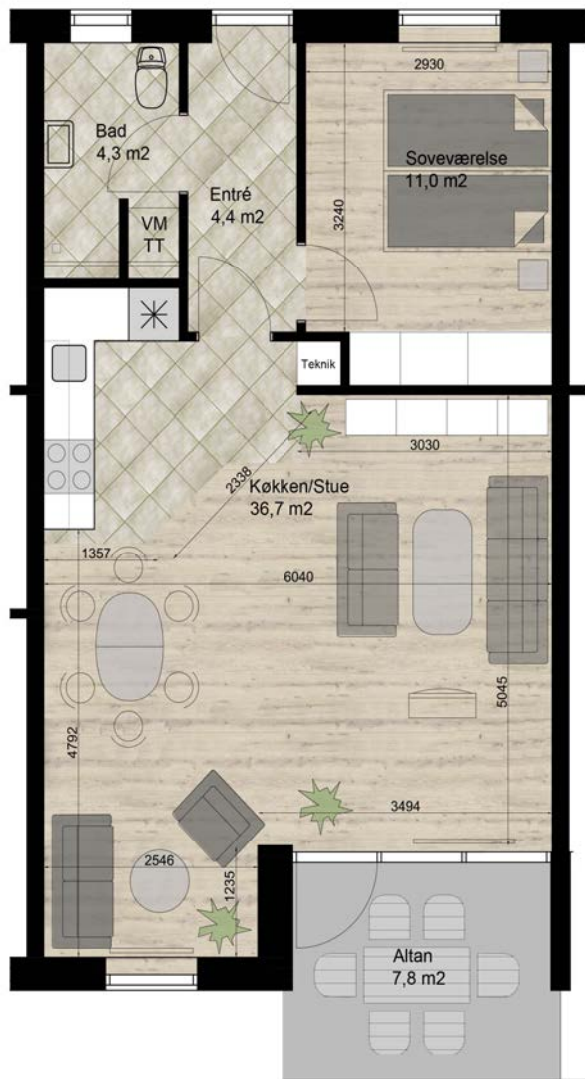 2930
Bad
4,3 m2
Soveværelse
11,0 m2
Entré
4,4 m2
VM
TT
3240
Teknik
3030
2338
Køkken/Stue
36,7 m2
1357
6040
5045
4792
3494
2546
1235
Altan
7,8 m2